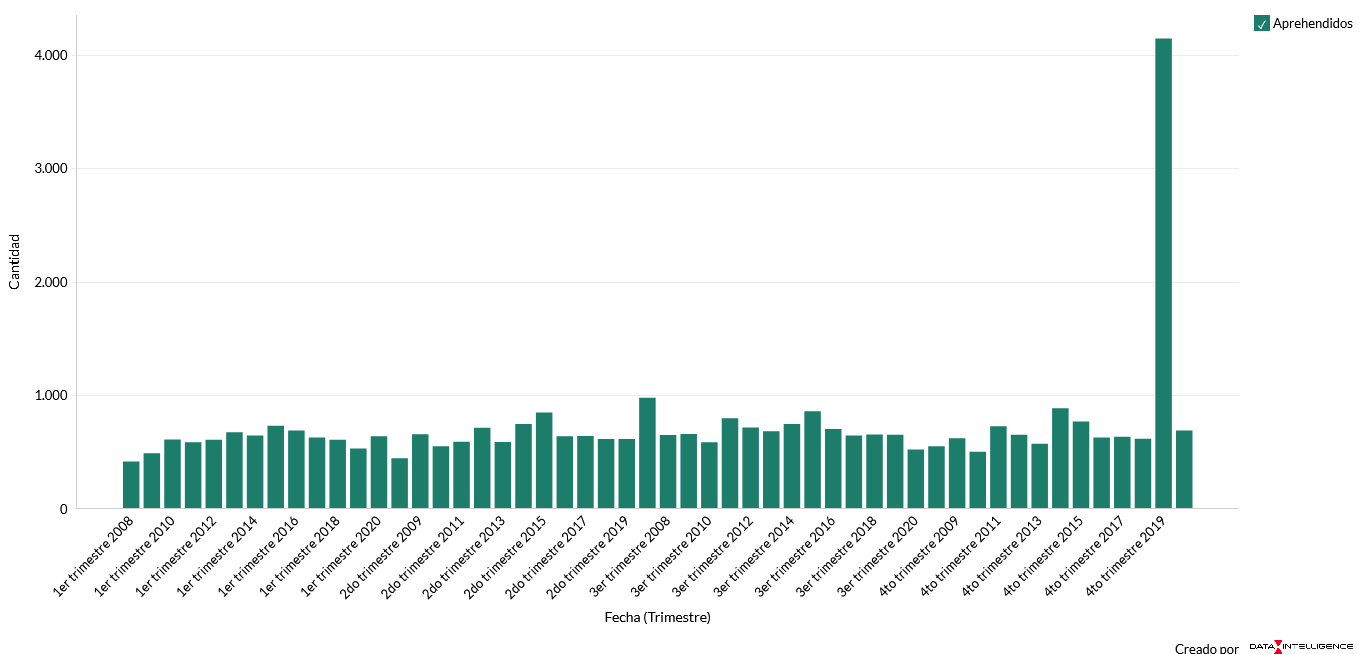 Aprehendidos
4.000
3.000
2.000
1.000
0
Cantidad
1er trimestre 2008
1er trimestre 2010
1er trimestre 2012
1er trimestre 2014
1er trimestre 2016
1er trimestre 2018
1er trimestre 2020
2do trimestre 2009
2do trimestre 2011
2do trimestre 2013
2do trimestre 2015
2do trimestre 2017
2do trimestre 2019
3er trimestre 2008
3er trimestre 2010
3er trimestre 2012
3er trimestre 2014
3er trimestre 2016
3er trimestre 2018
3er trimestre 2020
4to trimestre 2009
4to trimestre 2011
4to trimestre 2013
4to trimestre 2015
4to trimestre 2017
4to trimestre 2019
Fecha (Trimestre)
Creado por DATA INTELLIGENCE